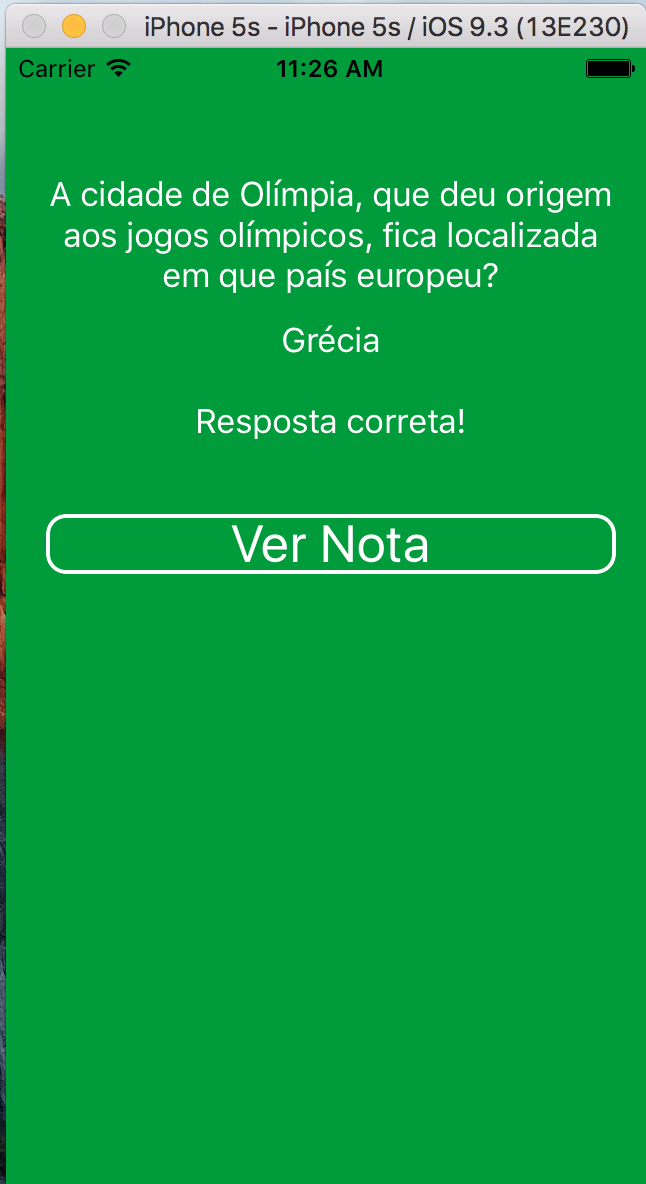 iPhone 5s - iPhone 5s / iOS 9.3 (13E230)
Carrier 11:26 AM
A cidade de Olímpia, que deu origem
aos jogos olímpicos, fica localizada
em que país europeu?
Grécia
Resposta correta!
Ver Nota